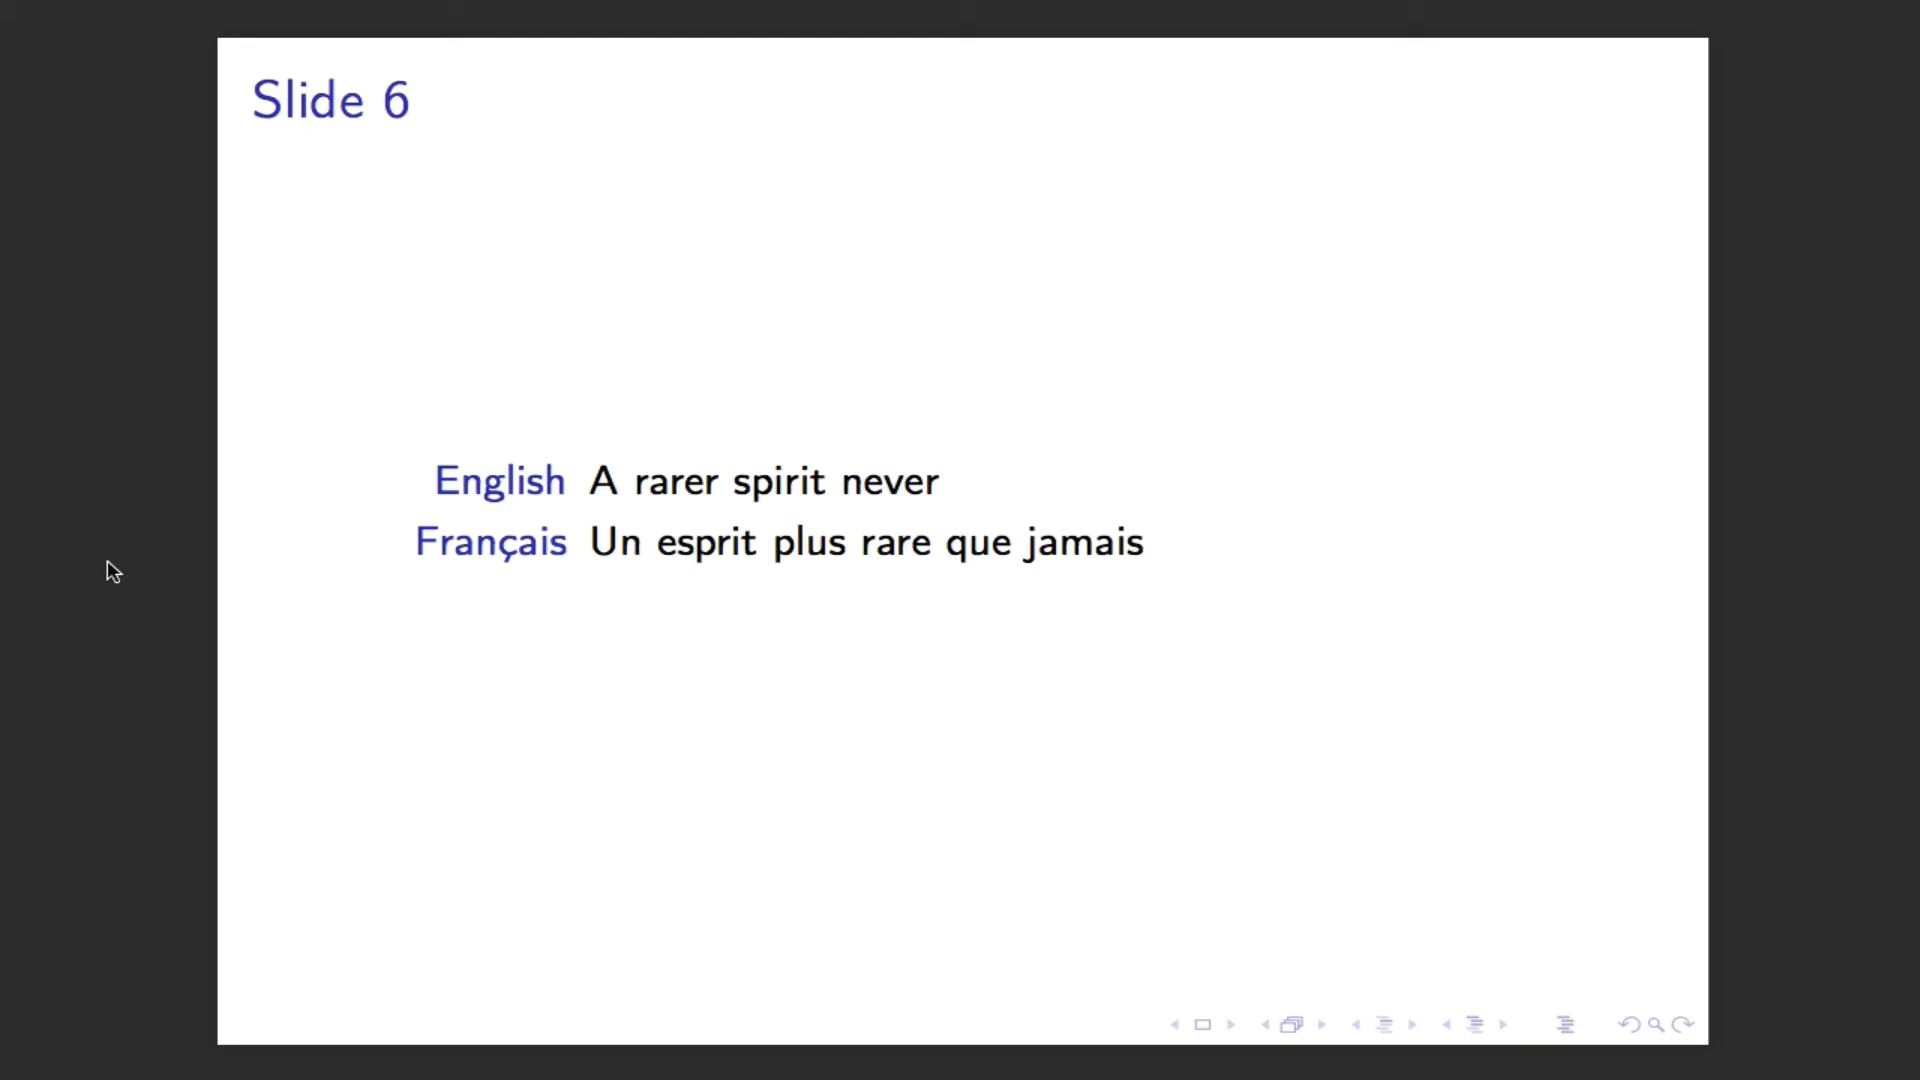 Slide 6
English A rarer spirit never
Français Un esprit plus rare que jamais